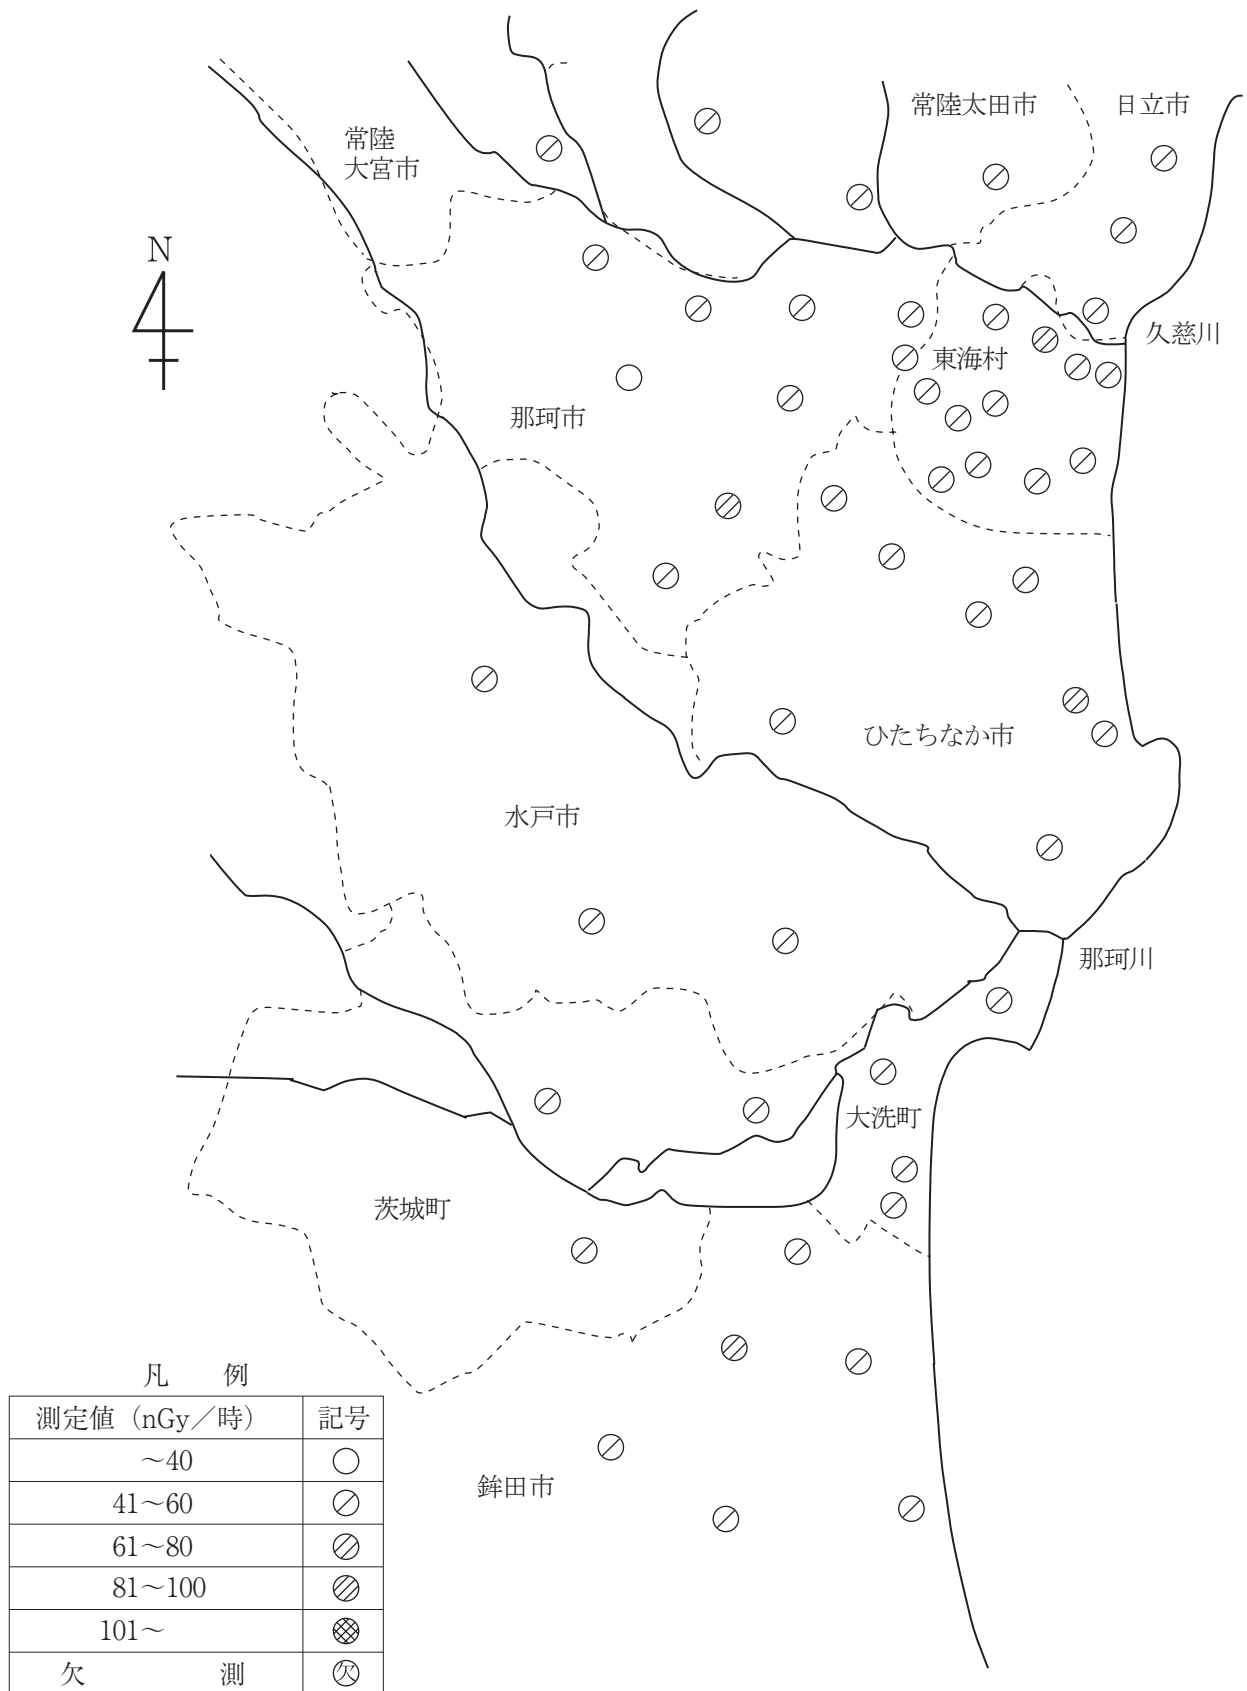 常陸太田市
日立市
常陸
大宮市
N
久慈川
東海村
那珂市
ひたちなか市
水戸市
那珂川
大洗町
茨城町
鉾田市
凡 例
測定値（nGy／時） 記号
～40
41～60
61～80
81～100
101～
欠 測 欠